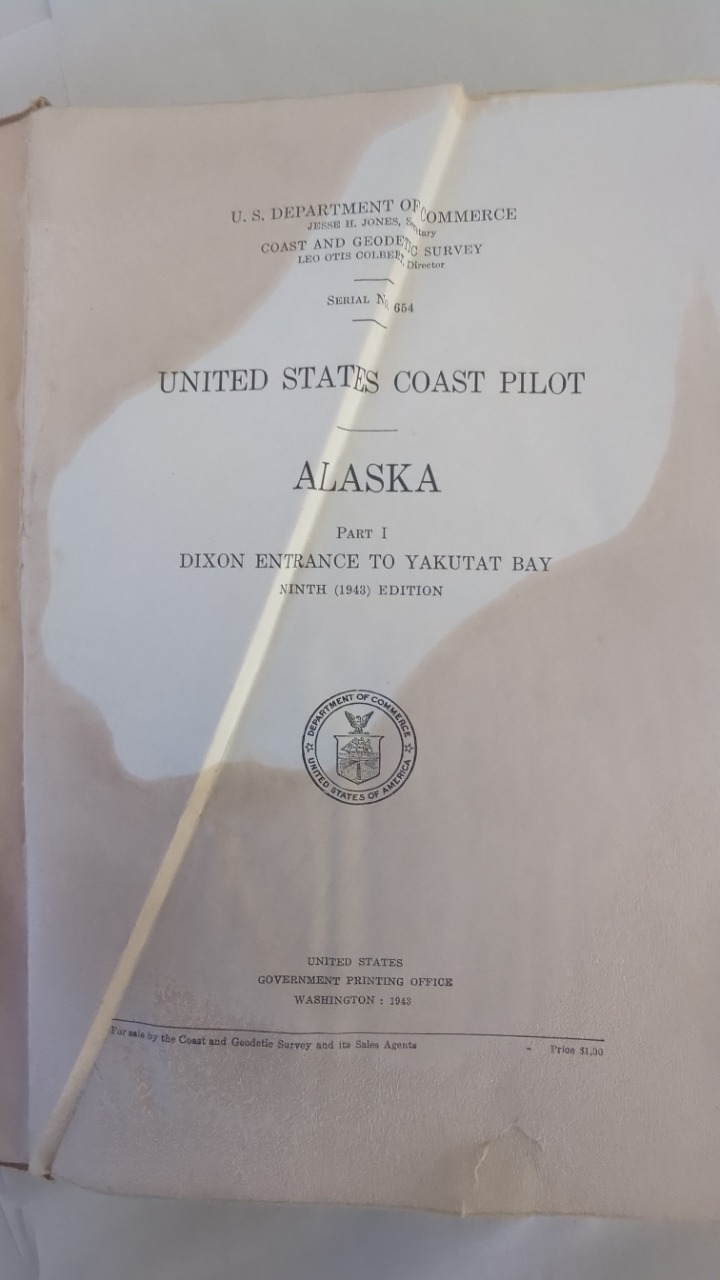 U. S. DEPARTMENT OF COMMERCE
JESSE H. JONES, S tary
COAST AND GEODETIC SURVEY
LEO OTIS COLBERT, Director
SERIAL No. 654
UNITED STATES COAST PILOT
ALASKA
PART I
DIXON ENTRANCE TO YAKUTAT BAY
NINTH (1943) EDITION
DEPARTMENT OF COMMERCE
UNITED STATES OF AMERICA
UNITED STATES
GOVERNMENT PRINTING OFFICE
WASHINGTON : 1943
For sale by the Coast and Geodetic Survey and its Sales Agents - Price $1.00